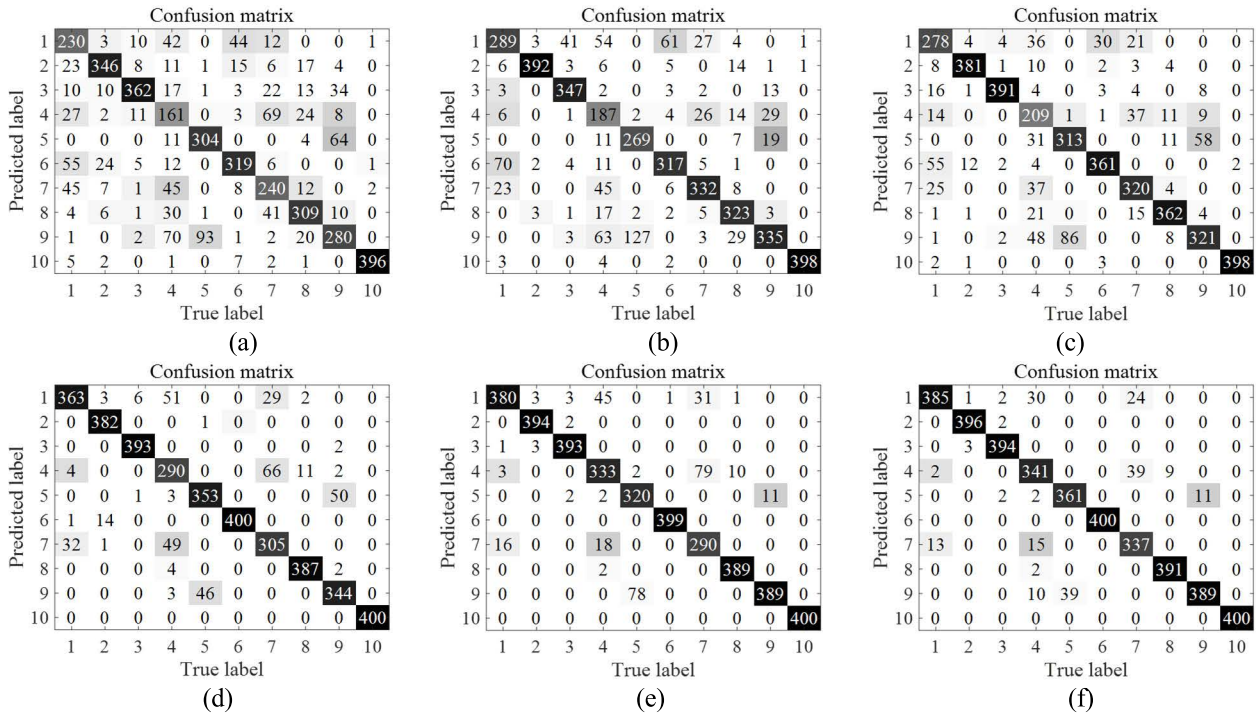 Confusion matrix
1 230 3 10 42 0 44 12 0 0 1
2 23 346 8 11 1 15 6 17 4 0
3 10 10 362 17 1 3 22 13 34 0
4 27 2 11 161 0 3 69 24 8 0
5 0 0 0 11 304 0 0 4 64 0
6 55 24 5 12 0 319 6 0 0 1
7 45 7 1 45 0 8 240 12 0 2
8 4 6 1 30 1 0 41 309 10 0
9 1 0 2 70 93 1 2 20 280 0
10 5 2 0 1 0 7 2 1 0 396
1 2 3 4 5 6 7 8 9 10
Predicted label
True label
(a)
Confusion matrix
1 289 3 41 54 0 61 27 4 0 1
2 6 392 3 6 0 5 0 14 1 1
3 3 0 347 2 0 3 2 0 13 0
4 6 0 1 187 2 4 26 14 29 0
5 0 0 0 11 269 0 0 7 19 0
6 70 2 4 11 0 317 5 1 0 0
7 23 0 0 45 0 6 332 8 0 0
8 0 3 1 17 2 2 5 323 3 0
9 0 0 3 63 127 0 3 29 335 0
10 3 0 0 4 0 2 0 0 0 398
1 2 3 4 5 6 7 8 9 10
Predicted label
True label
(b)
Confusion matrix
1 278 4 4 36 0 30 21 0 0 0
2 8 381 1 10 0 2 3 4 0 0
3 16 1 391 4 0 3 4 0 8 0
4 14 0 0 209 1 1 37 11 9 0
5 0 0 0 31 313 0 0 11 58 0
6 55 12 2 4 0 361 0 0 0 2
7 25 0 0 37 0 0 320 4 0 0
8 1 1 0 21 0 0 15 362 4 0
9 1 0 2 48 86 0 0 8 321 0
10 2 1 0 0 0 3 0 0 0 398
1 2 3 4 5 6 7 8 9 10
Predicted label
True label
(c)
Confusion matrix
1 363 3 6 51 0 0 29 2 0 0
2 0 382 0 0 1 0 0 0 0 0
3 0 0 393 0 0 0 0 0 2 0
4 4 0 0 290 0 0 66 11 2 0
5 0 0 1 3 353 0 0 0 50 0
6 1 14 0 0 0 400 0 0 0 0
7 32 1 0 49 0 0 305 0 0 0
8 0 0 0 4 0 0 0 387 2 0
9 0 0 0 3 46 0 0 0 344 0
10 0 0 0 0 0 0 0 0 0 400
1 2 3 4 5 6 7 8 9 10
Predicted label
True label
(d)
Confusion matrix
1 380 3 3 45 0 1 31 1 0 0
2 0 394 2 0 0 0 0 0 0 0
3 1 3 393 0 0 0 0 0 0 0
4 3 0 0 333 2 0 79 10 0 0
5 0 0 2 2 320 0 0 0 11 0
6 0 0 0 0 0 399 0 0 0 0
7 16 0 0 18 0 0 290 0 0 0
8 0 0 0 2 0 0 0 389 0 0
9 0 0 0 0 78 0 0 0 389 0
10 0 0 0 0 0 0 0 0 0 400
1 2 3 4 5 6 7 8 9 10
Predicted label
True label
(e)
Confusion matrix
1 385 1 2 30 0 0 24 0 0 0
2 0 396 2 0 0 0 0 0 0 0
3 0 3 394 0 0 0 0 0 0 0
4 2 0 0 341 0 0 39 9 0 0
5 0 0 2 2 361 0 0 0 11 0
6 0 0 0 0 0 400 0 0 0 0
7 13 0 0 15 0 0 337 0 0 0
8 0 0 0 2 0 0 0 391 0 0
9 0 0 0 10 39 0 0 0 389 0
10 0 0 0 0 0 0 0 0 0 400
1 2 3 4 5 6 7 8 9 10
Predicted label
True label
(f)